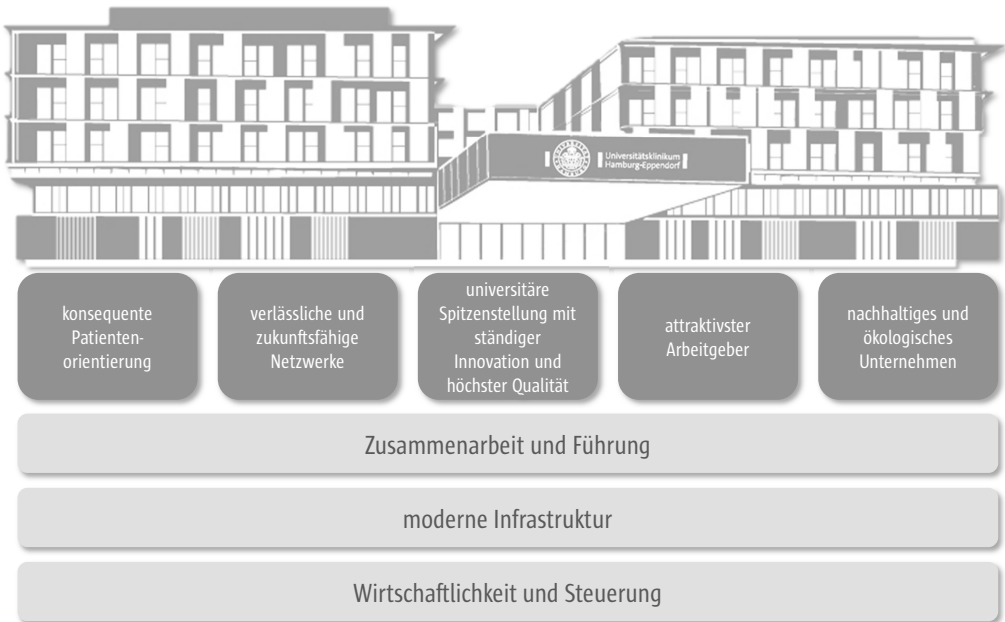 Universitätsklinikum
Hamburg-Eppendorf
konsequente
Patienten-
orientierung
verlässliche und
zukunftsfähige
Netzwerke
universitäre
Spitzenstellung mit
ständiger
Innovation und
höchster Qualität
attraktivster
Arbeitgeber
nachhaltiges und
ökologisches
Unternehmen
Zusammenarbeit und Führung
moderne Infrastruktur
Wirtschaftlichkeit und Steuerung